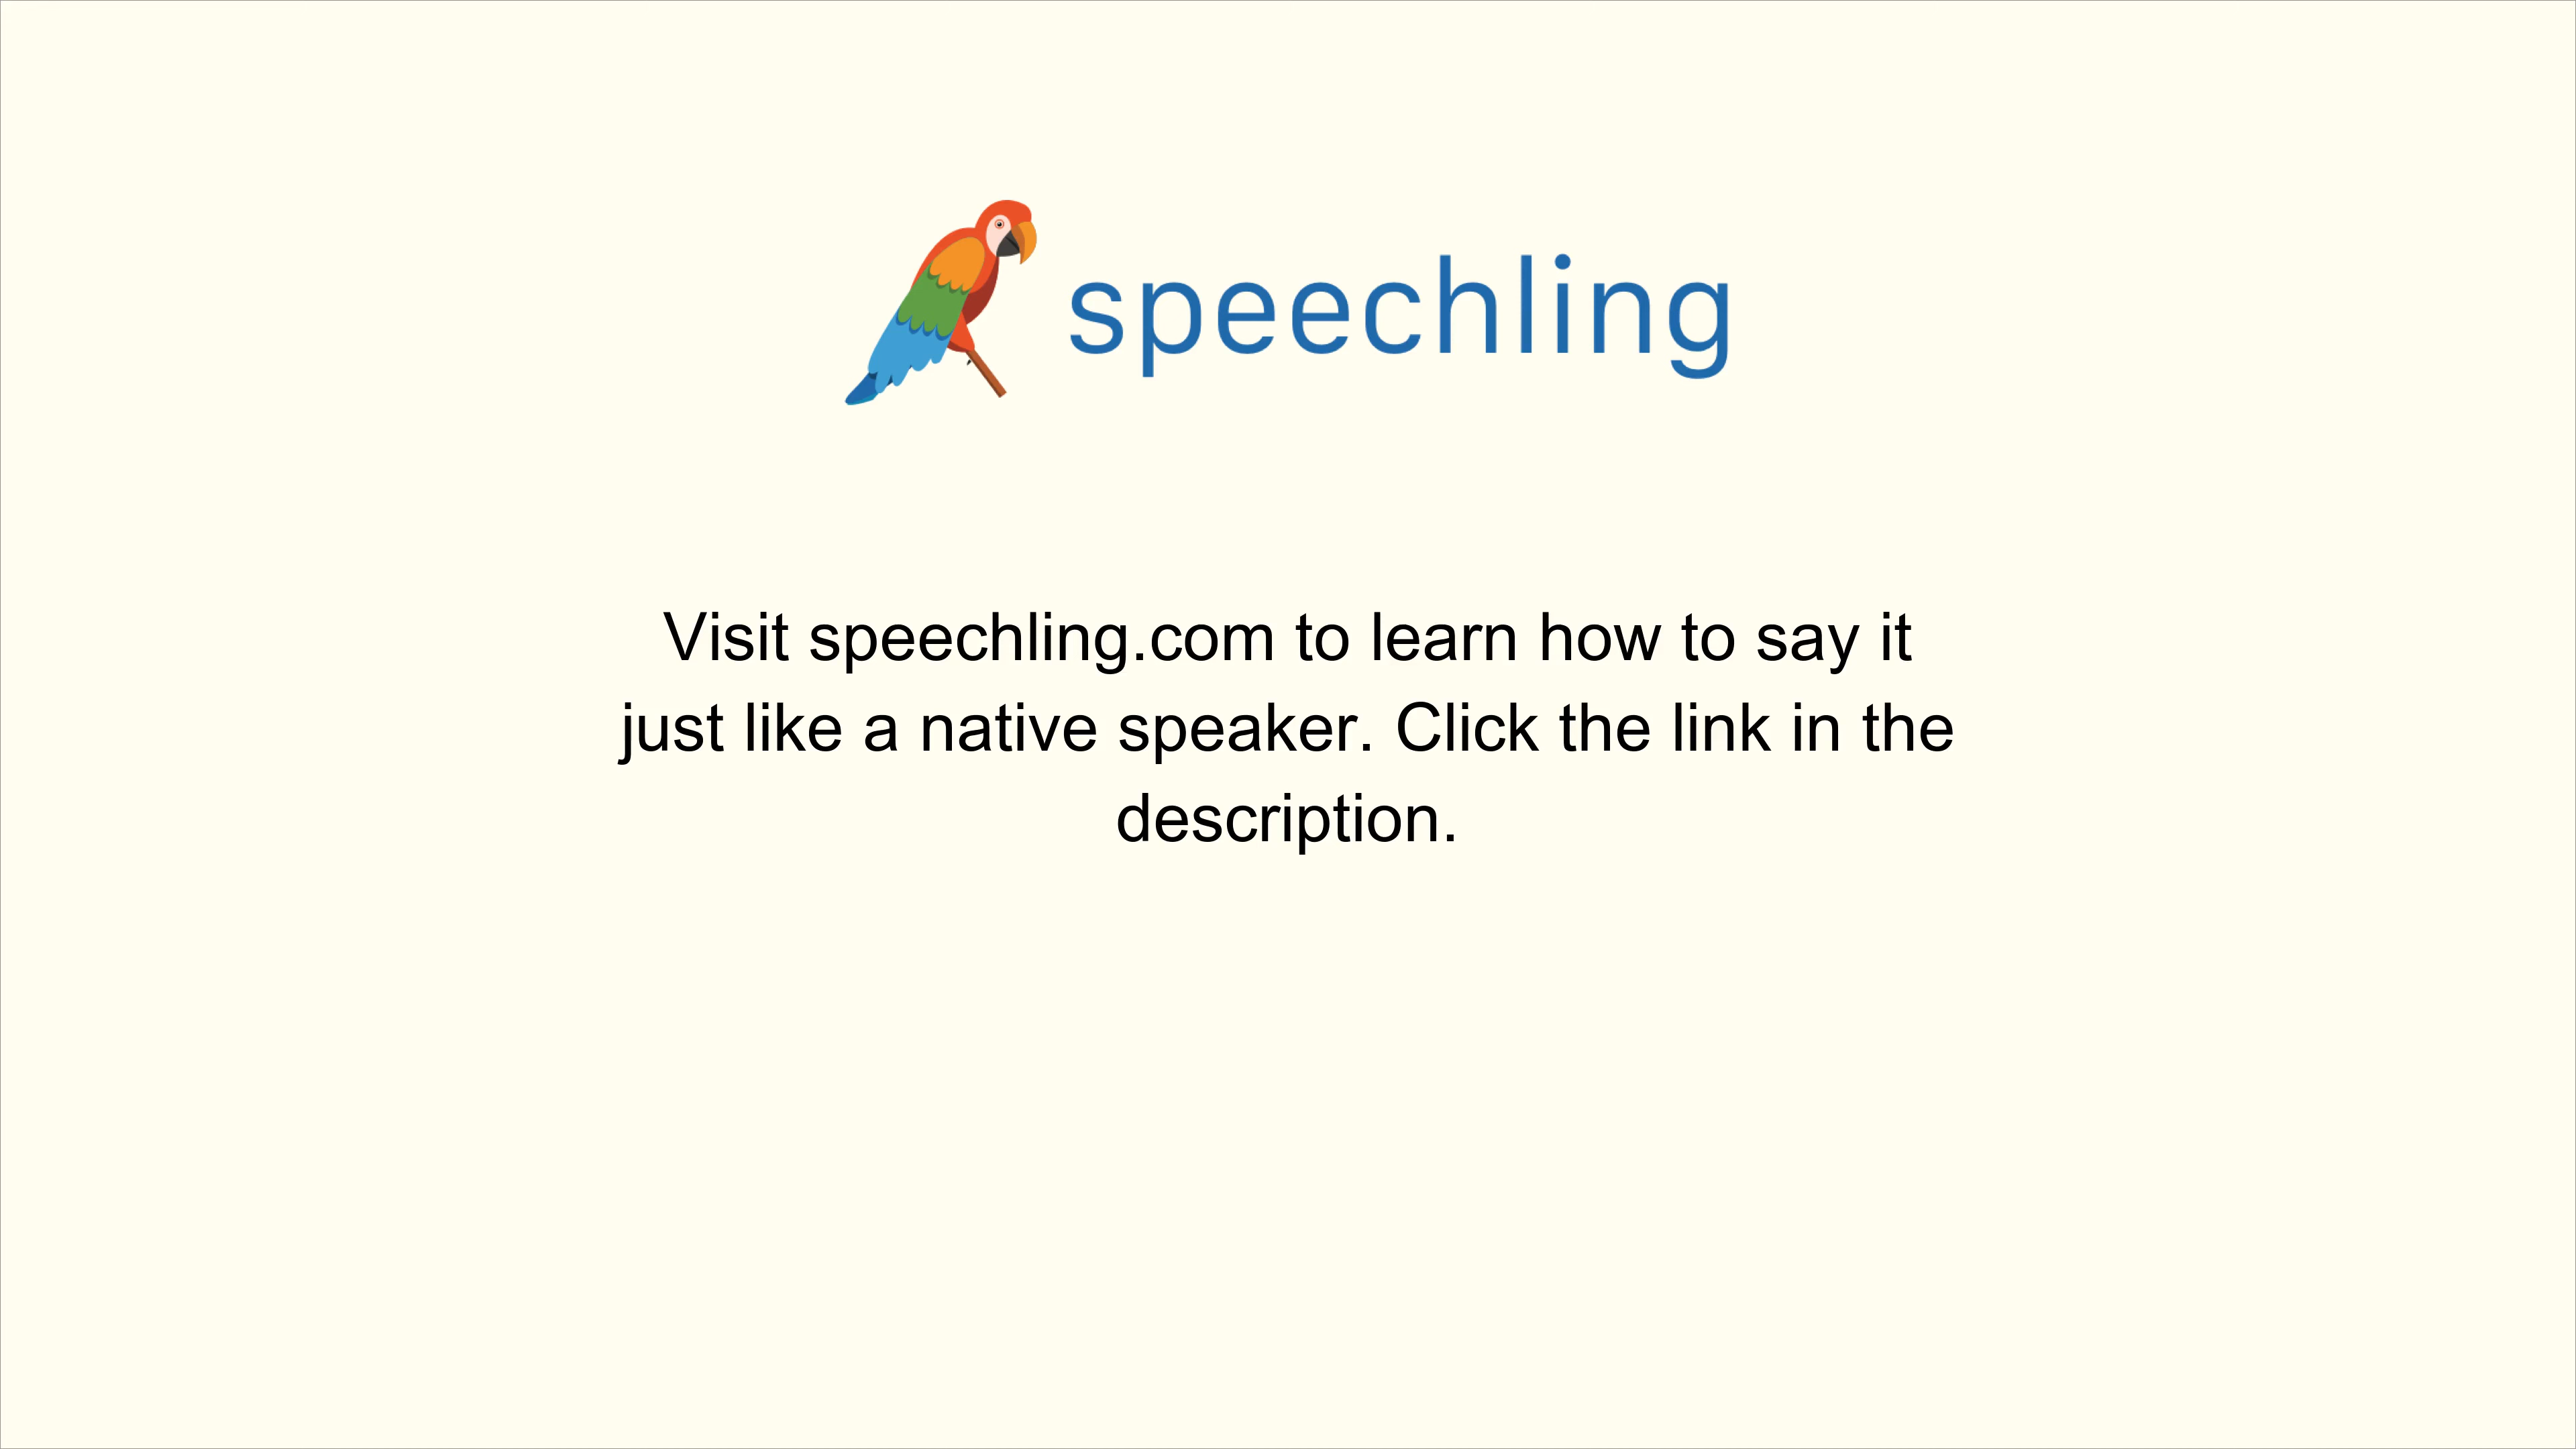 speechling
Visit speechling.com to learn how to say it
just like a native speaker. Click the link in the
description.